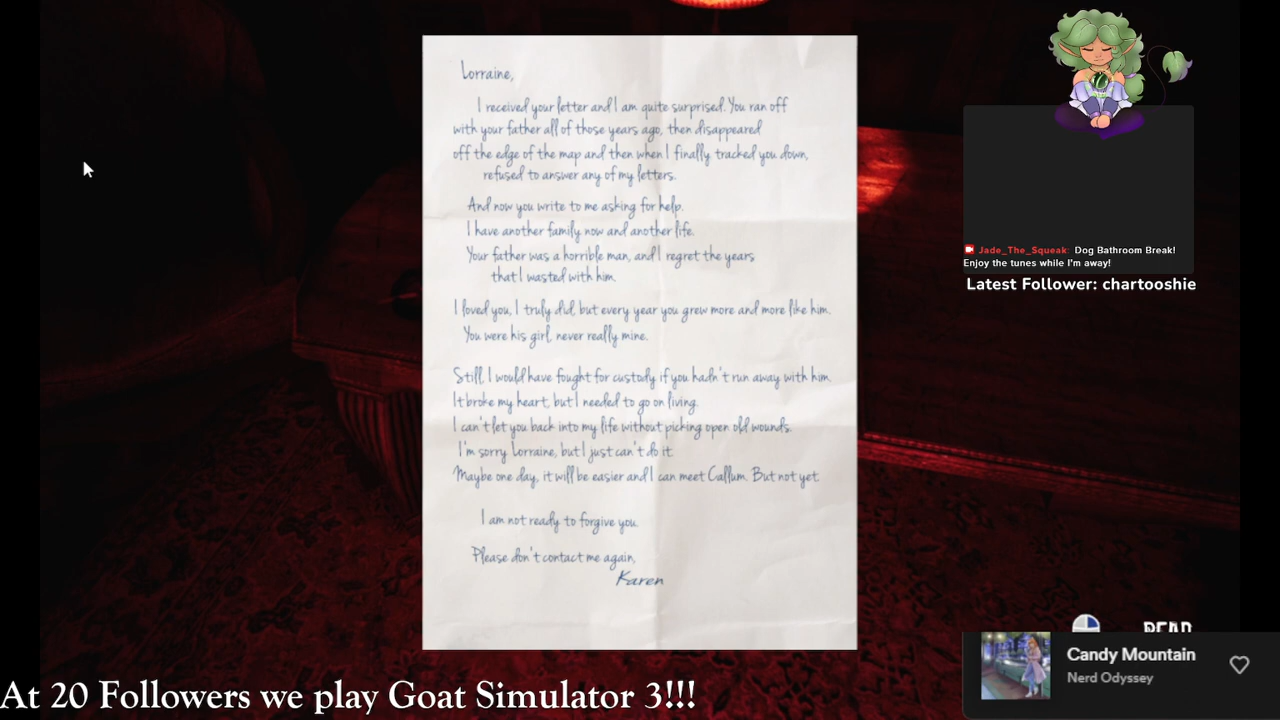 Lorraine,
I received your letter and I am quite surprised. You ran off
with your father all of those years ago, then disappeared
off the edge of the map and then when I finally tracked you down,
refused to answer any of my letters.
And now you write to me asking for help.
I have another family now and another life.
Your father was a horrible man, and I regret the years
that I wasted with him.
I loved you, I truly did, but every year you grew more and more like him.
You were his girl, never really mine.
Still, I would have fought for custody if you hadn't run away with him.
It broke my heart, but I needed to go on living.
I can't let you back into my life without picking open old wounds.
I'm sorry Lorraine, but I just can't do it.
Maybe one day, it will be easier and I can meet Callum. But not yet.
I am not ready to forgive you.
Please don't contact me again,
Karen
Jade_The_Squeak: Dog Bathroom Break!
Enjoy the tunes while I'm away!
Latest Follower: chartooshie
READ
Candy Mountain
Nerd Odyssey
At 20 Followers we play Goat Simulator 3!!!